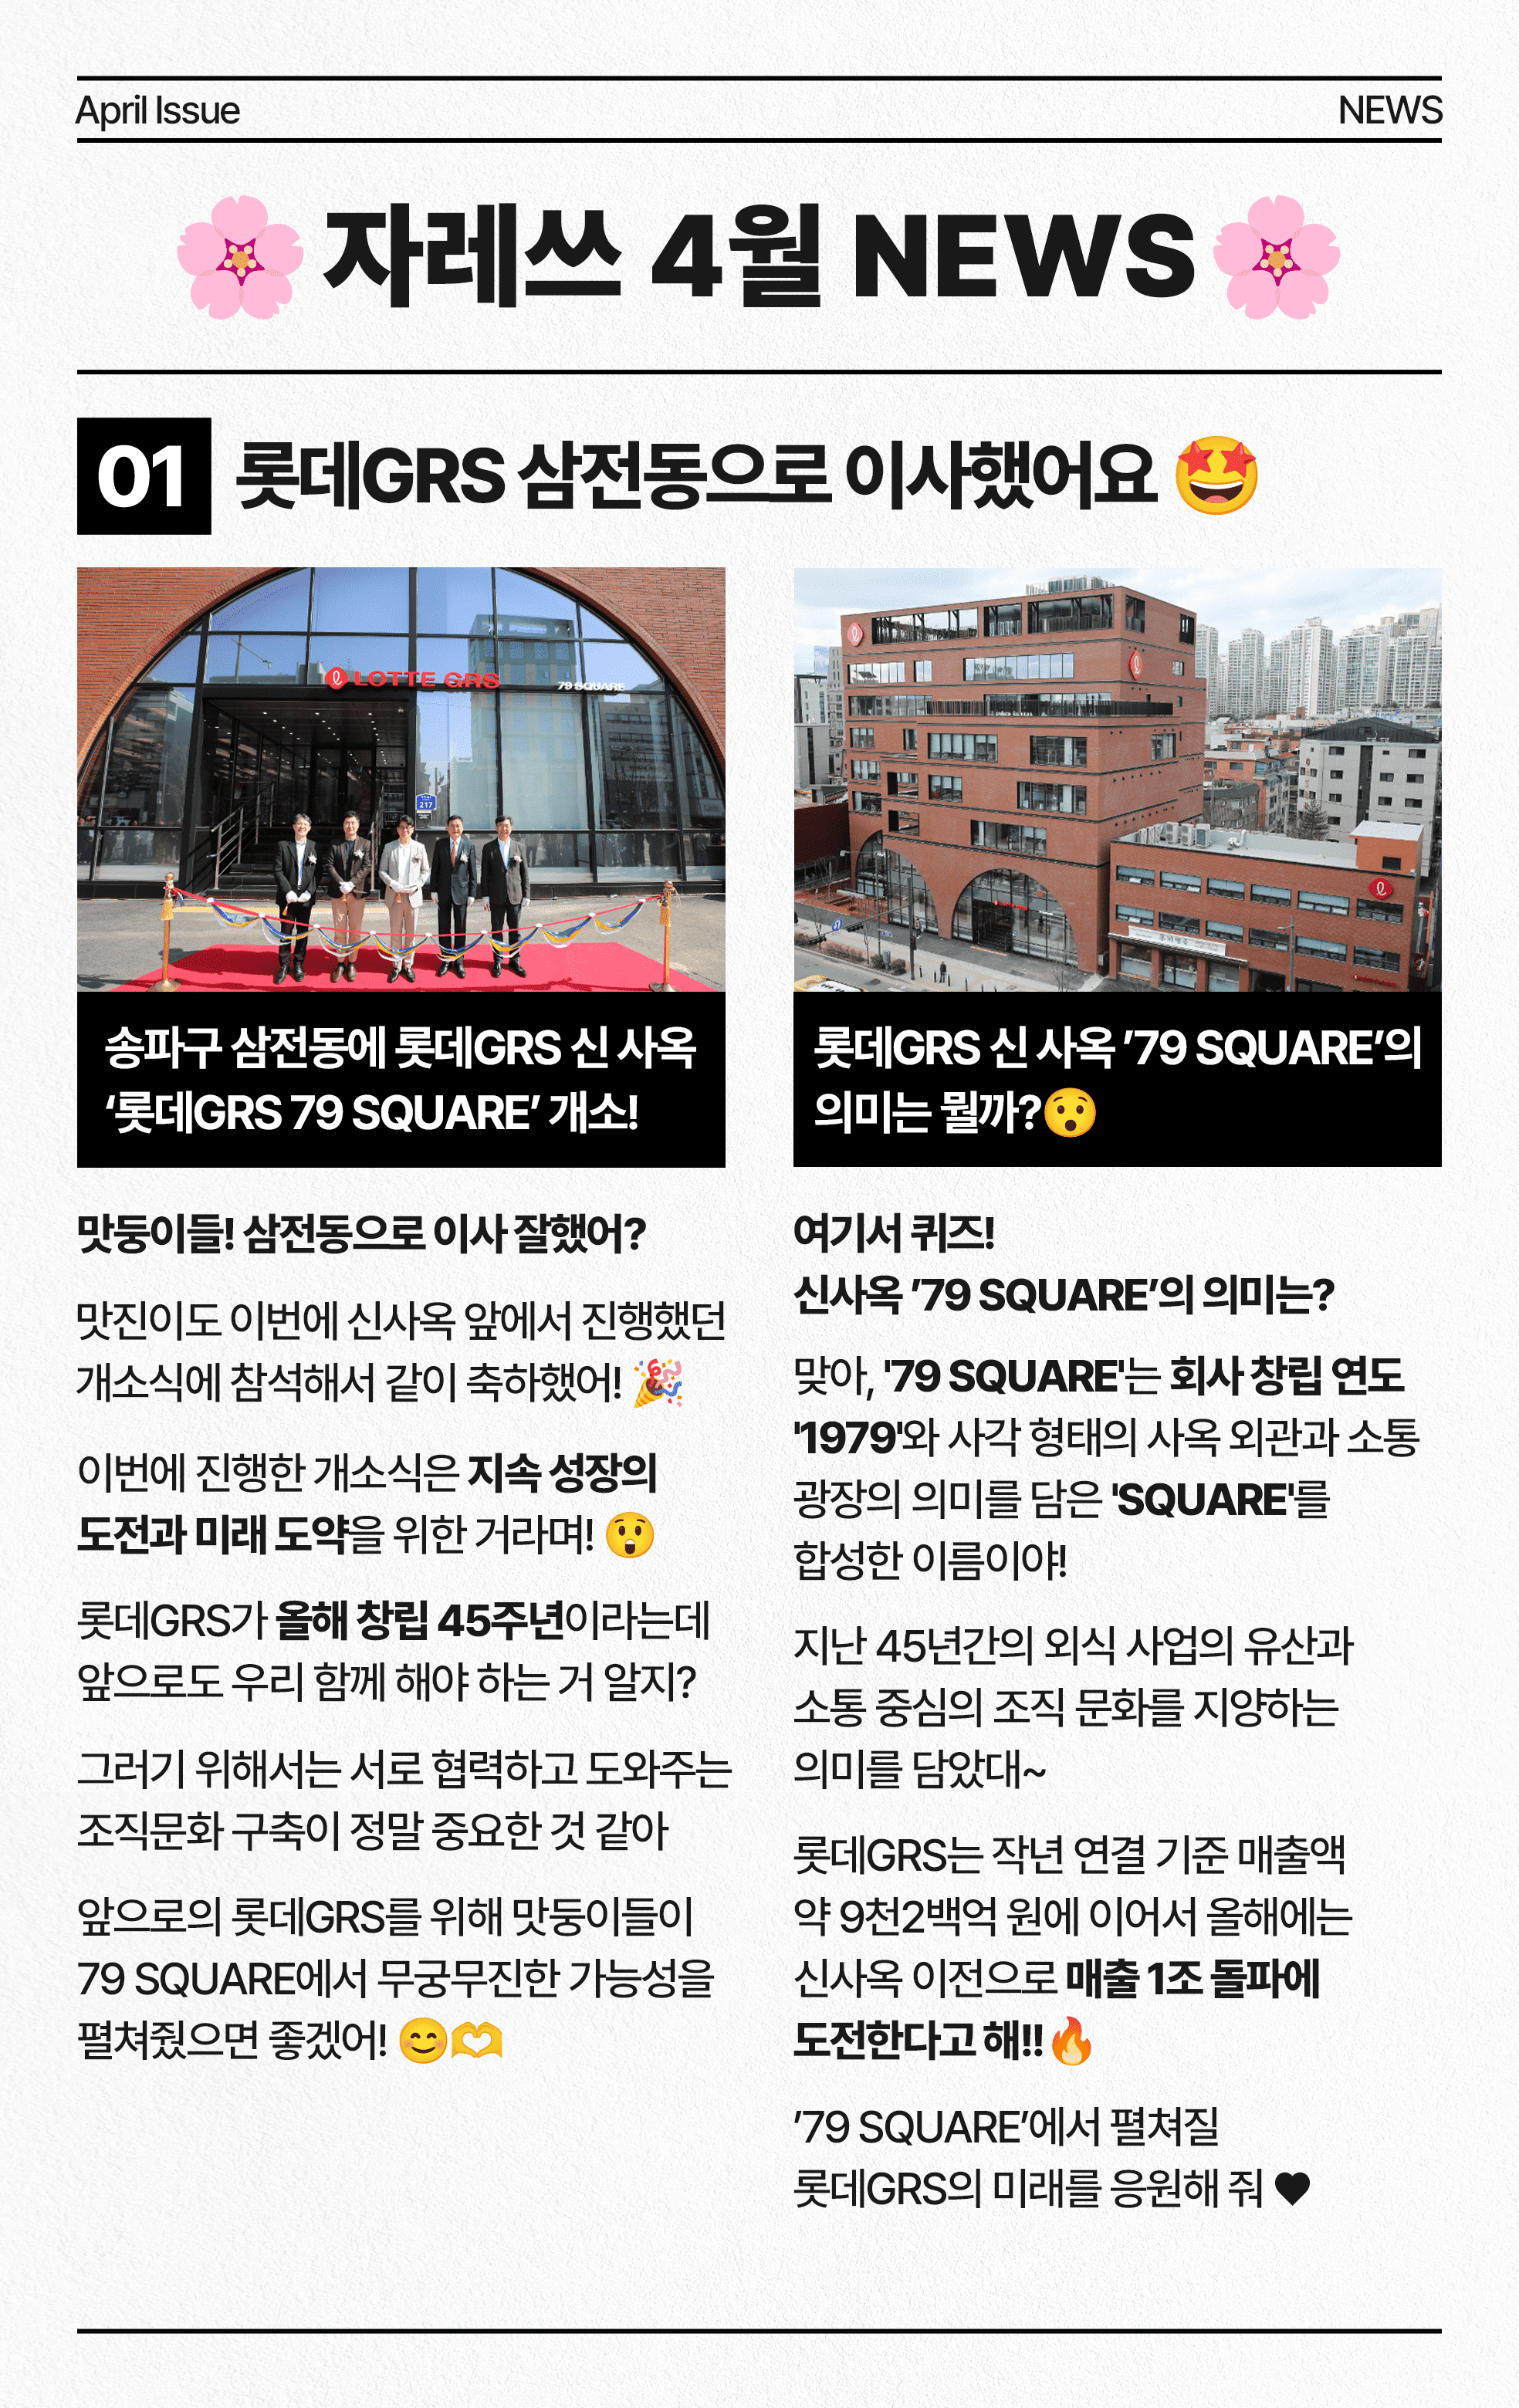 April Issue
NEWS
🌸 자레쓰 4월 NEWS 🌸
01 롯데GRS 삼전동으로 이사했어요 🤩
LOTTE GRS
79 SQUARE
217
송파구 삼전동에 롯데GRS 신 사옥
‘롯데GRS 79 SQUARE’ 개소!
맛둥이들! 삼전동으로 이사 잘했어?
맛진이도 이번에 신사옥 앞에서 진행했던
개소식에 참석해서 같이 축하했어! 🎉
이번에 진행한 개소식은 지속 성장의
도전과 미래 도약을 위한 거라며! 😲
롯데GRS가 올해 창립 45주년이라는데
앞으로도 우리 함께 해야 하는 거 알지?
그러기 위해서는 서로 협력하고 도와주는
조직문화 구축이 정말 중요한 것 같아
앞으로의 롯데GRS를 위해 맛둥이들이
79 SQUARE에서 무궁무진한 가능성을
펼쳐줬으면 좋겠어! 😊🫶
롯데GRS 신 사옥 ’79 SQUARE’의
의미는 뭘까?😯
여기서 퀴즈!
신사옥 ’79 SQUARE’의 의미는?
맞아, '79 SQUARE'는 회사 창립 연도
'1979'와 사각 형태의 사옥 외관과 소통
광장의 의미를 담은 'SQUARE'를
합성한 이름이야!
지난 45년간의 외식 사업의 유산과
소통 중심의 조직 문화를 지양하는
의미를 담았대~
롯데GRS는 작년 연결 기준 매출액
약 9천2백억 원에 이어서 올해에는
신사옥 이전으로 매출 1조 돌파에
도전한다고 해!!🔥
’79 SQUARE’에서 펼쳐질
롯데GRS의 미래를 응원해 줘 ♥